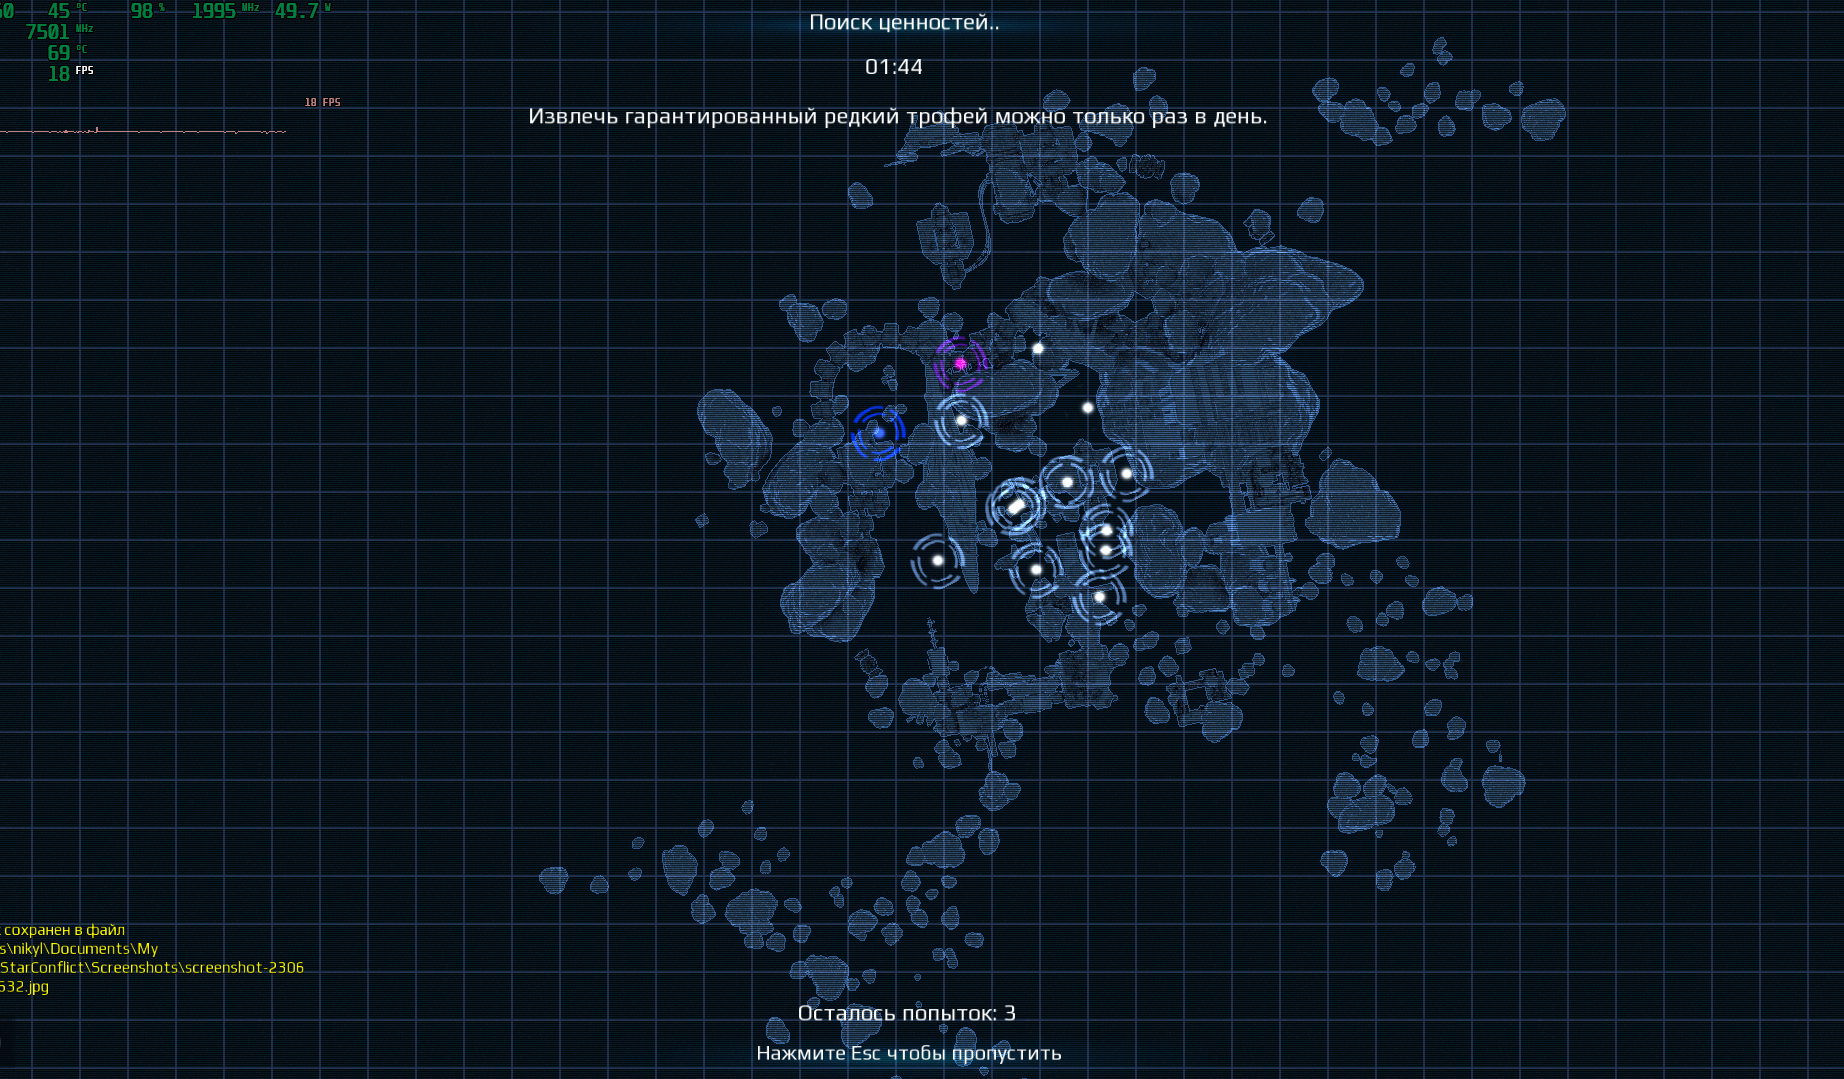 60 45 °C 98 % 1995 MHz 49.7 W
7501 MHz
69 °C
18 FPS
18 FPS
Поиск ценностей..
01:44
Извлечь гарантированный редкий трофей можно только раз в день.
сохранен в файл
s\nikyl\Documents\My
StarConflict\Screenshots\screenshot-2306
532.jpg
Осталось попыток: 3
Нажмите Esc чтобы пропустить